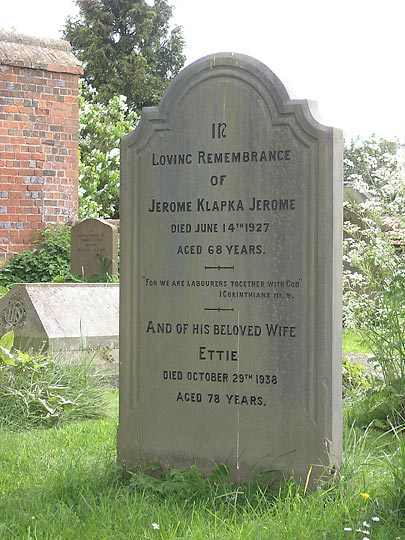 IN
LOVING REMEMBRANCE
OF
JEROME KLAPKA JEROME
DIED JUNE 14TH 1927
AGED 68 YEARS.
"FOR WE ARE LABOURERS TOGETHER WITH GOD"
I CORINTHIANS III. 9.
AND OF HIS BELOVED WIFE
ETTIE
DIED OCTOBER 29TH 1938
AGED 78 YEARS.